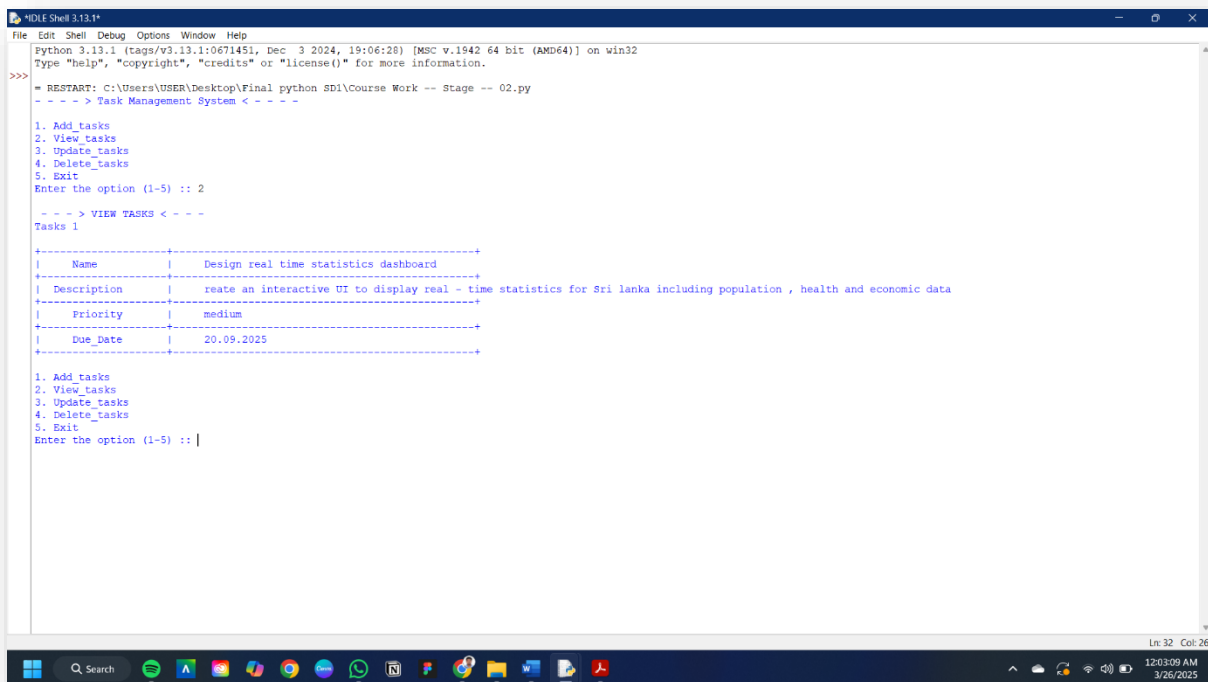 *IDLE Shell 3.13.1*
File Edit Shell Debug Options Window Help
Python 3.13.1 (tags/v3.13.1:0671451, Dec  3 2024, 19:06:28) [MSC v.1942 64 bit (AMD64)] on win32
Type "help", "copyright", "credits" or "license()" for more information.
>>>
= RESTART: C:\Users\USER\Desktop\Final python SD1\Course Work -- Stage -- 02.py
- - - - > Task Management System < - - - -
1. Add_tasks
2. View_tasks
3. Update_tasks
4. Delete_tasks
5. Exit
Enter the option (1-5) :: 2
- - - > VIEW TASKS < - - -
Tasks 1
+--------------------+------------------------------------------------+
|     Name           |     Design real time statistics dashboard
+--------------------+------------------------------------------------+
|  Description       |     reate an interactive UI to display real - time statistics for Sri lanka including population , health and economic data
+--------------------+------------------------------------------------+
|     Priority       |     medium
+--------------------+------------------------------------------------+
|     Due_Date       |     20.09.2025
+--------------------+------------------------------------------------+
1. Add_tasks
2. View_tasks
3. Update_tasks
4. Delete_tasks
5. Exit
Enter the option (1-5) ::
Ln: 32 Col: 26
Search
12:03:09 AM
3/26/2025